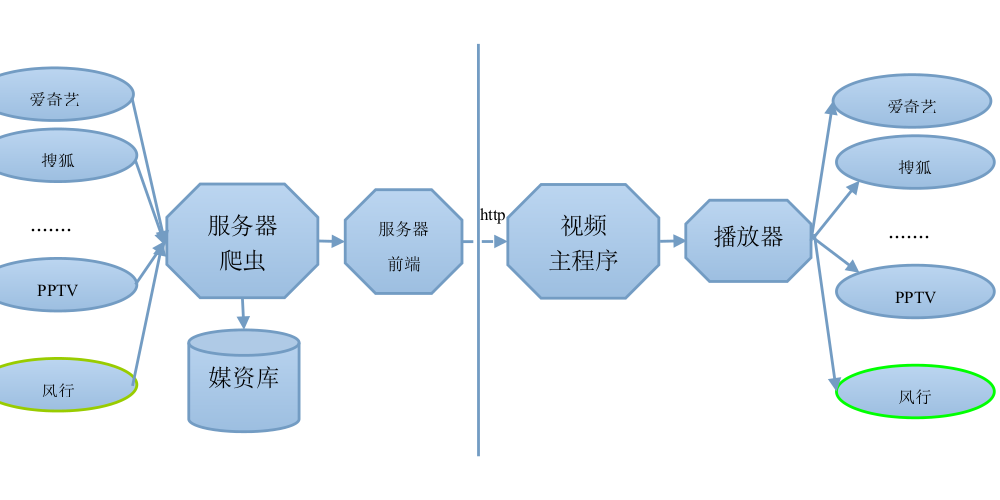 爱奇艺
搜狐
.......
PPTV
风行
服务器
爬虫
媒资库
服务器
前端
http
视频
主程序
播放器
爱奇艺
搜狐
.......
PPTV
风行